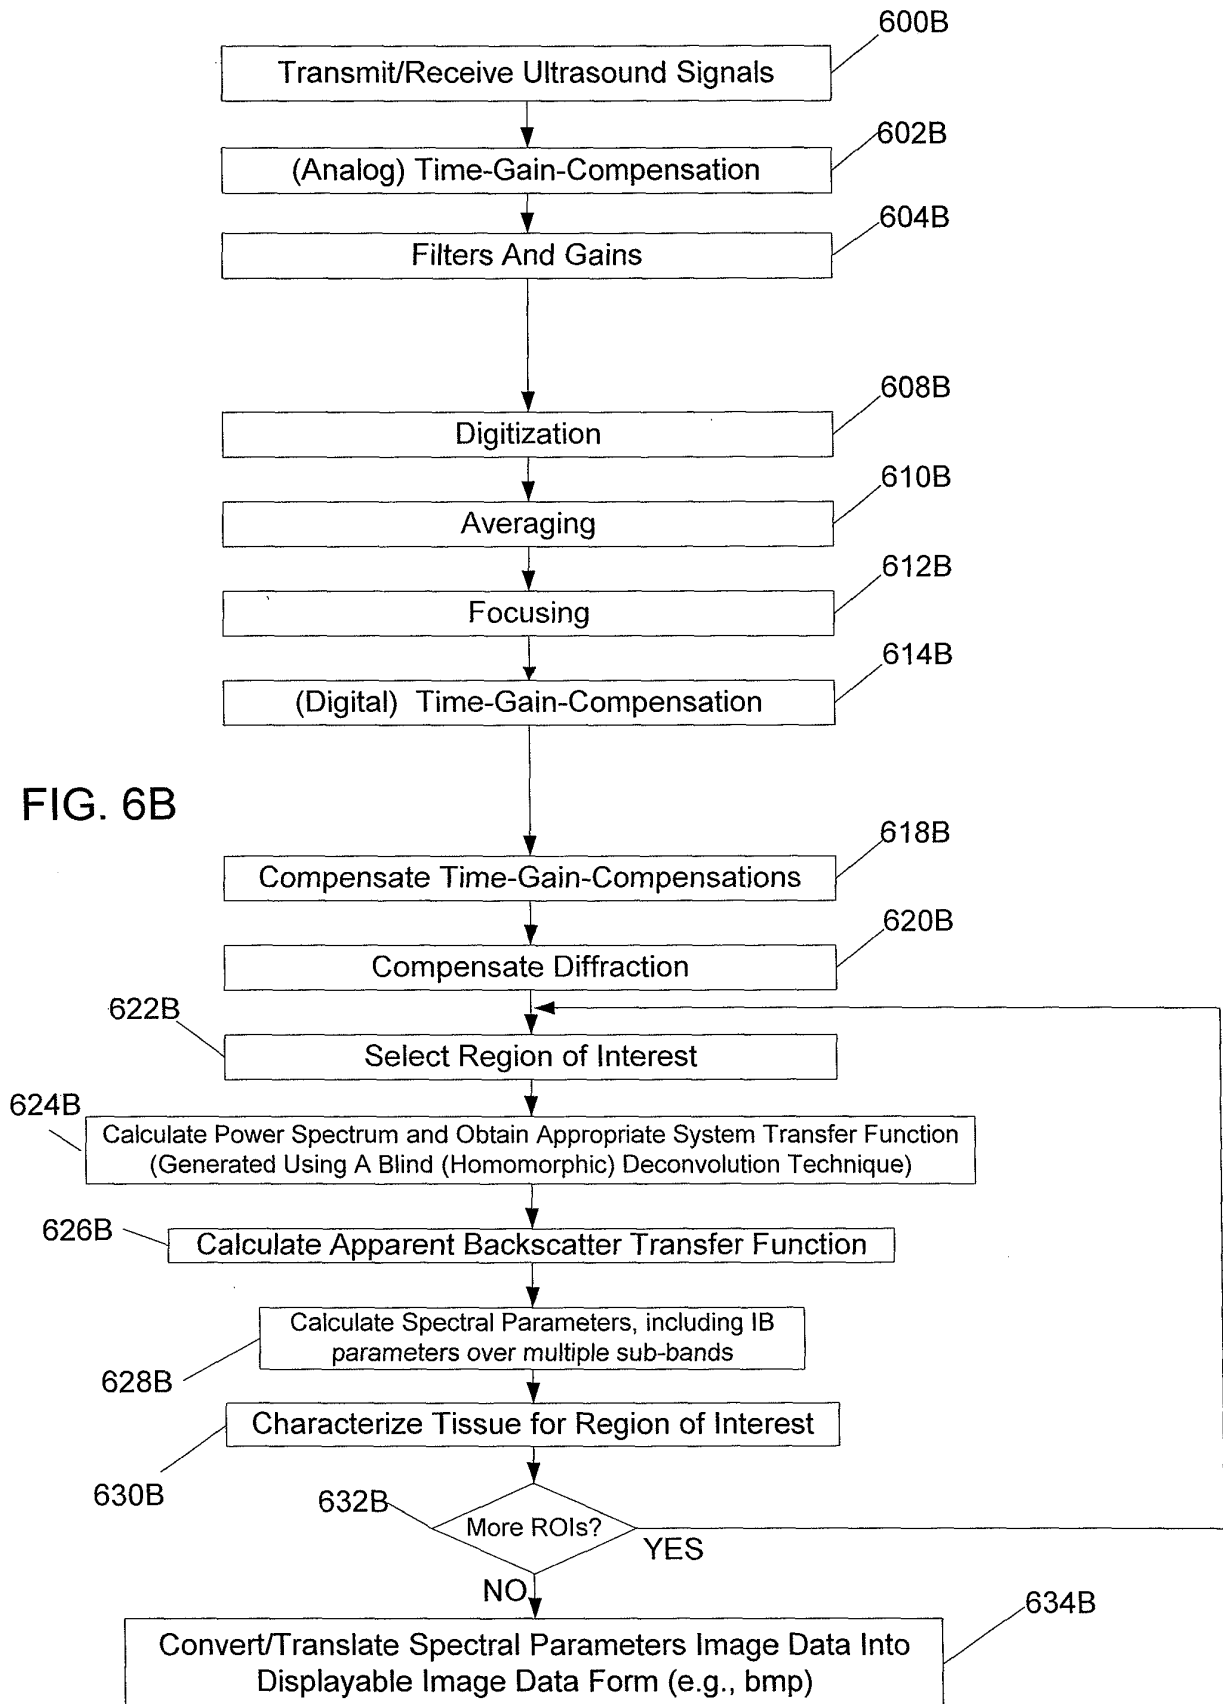 600B
Transmit/Receive Ultrasound Signals
602B
(Analog) Time-Gain-Compensation
604B
Filters And Gains
608B
Digitization
610B
Averaging
612B
Focusing
614B
(Digital) Time-Gain-Compensation
FIG. 6B
618B
Compensate Time-Gain-Compensations
620B
Compensate Diffraction
622B
Select Region of Interest
624B
Calculate Power Spectrum and Obtain Appropriate System Transfer Function
(Generated Using A Blind (Homomorphic) Deconvolution Technique)
626B
Calculate Apparent Backscatter Transfer Function
Calculate Spectral Parameters, including IB
parameters over multiple sub-bands
628B
Characterize Tissue for Region of Interest
630B
632B
More ROIs?
YES
NO
634B
Convert/Translate Spectral Parameters Image Data Into
Displayable Image Data Form (e.g., bmp)